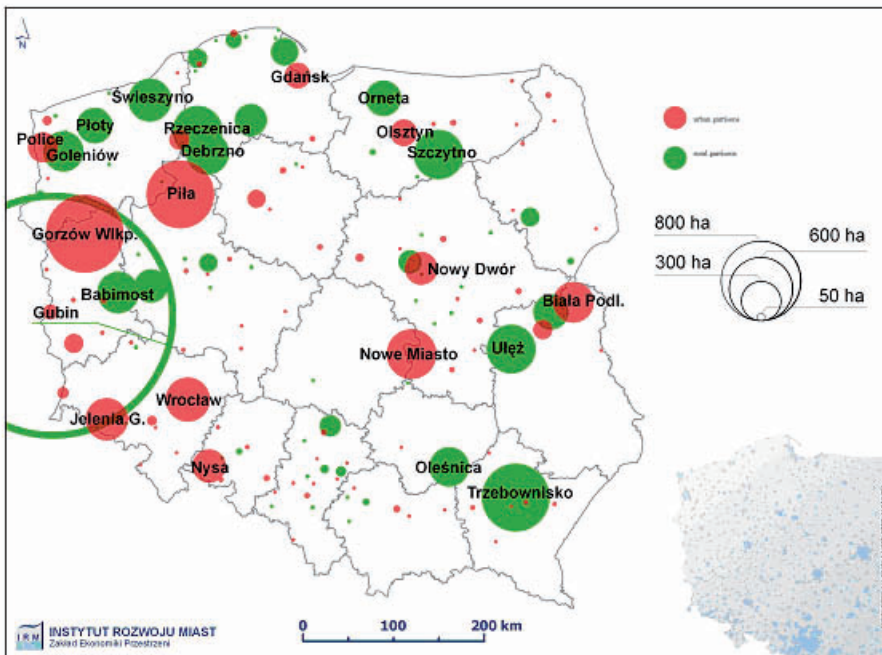 N
Gdańsk
Orneta
Świeszyno
Olsztyn
Płoty
Rzeczenica
Police
Goleniów
Debrzno
Szczytno
Piła
Gorzów Wlkp.
Nowy Dwór
Babimost
Biała Podl.
Gubin
Ułęż
Nowe Miasto
Wrocław
Jelenia G.
Nysa
Oleśnica
Trzebownisko
800 ha
600 ha
300 ha
50 ha
IRM INSTYTUT ROZWOJU MIAST
Zakład Ekonomiki Przestrzeni
0 100 200 km